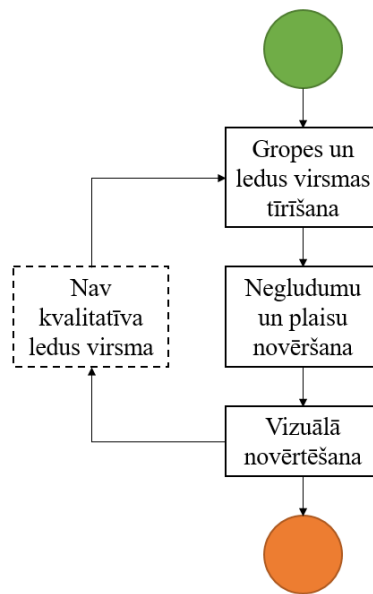 Gropes un
ledus virsmas
tīrīšana
Nav
kvalitatīva
ledus virsma
Negludumu
un plaisu
novēršana
Vizuālā
novērtēšana